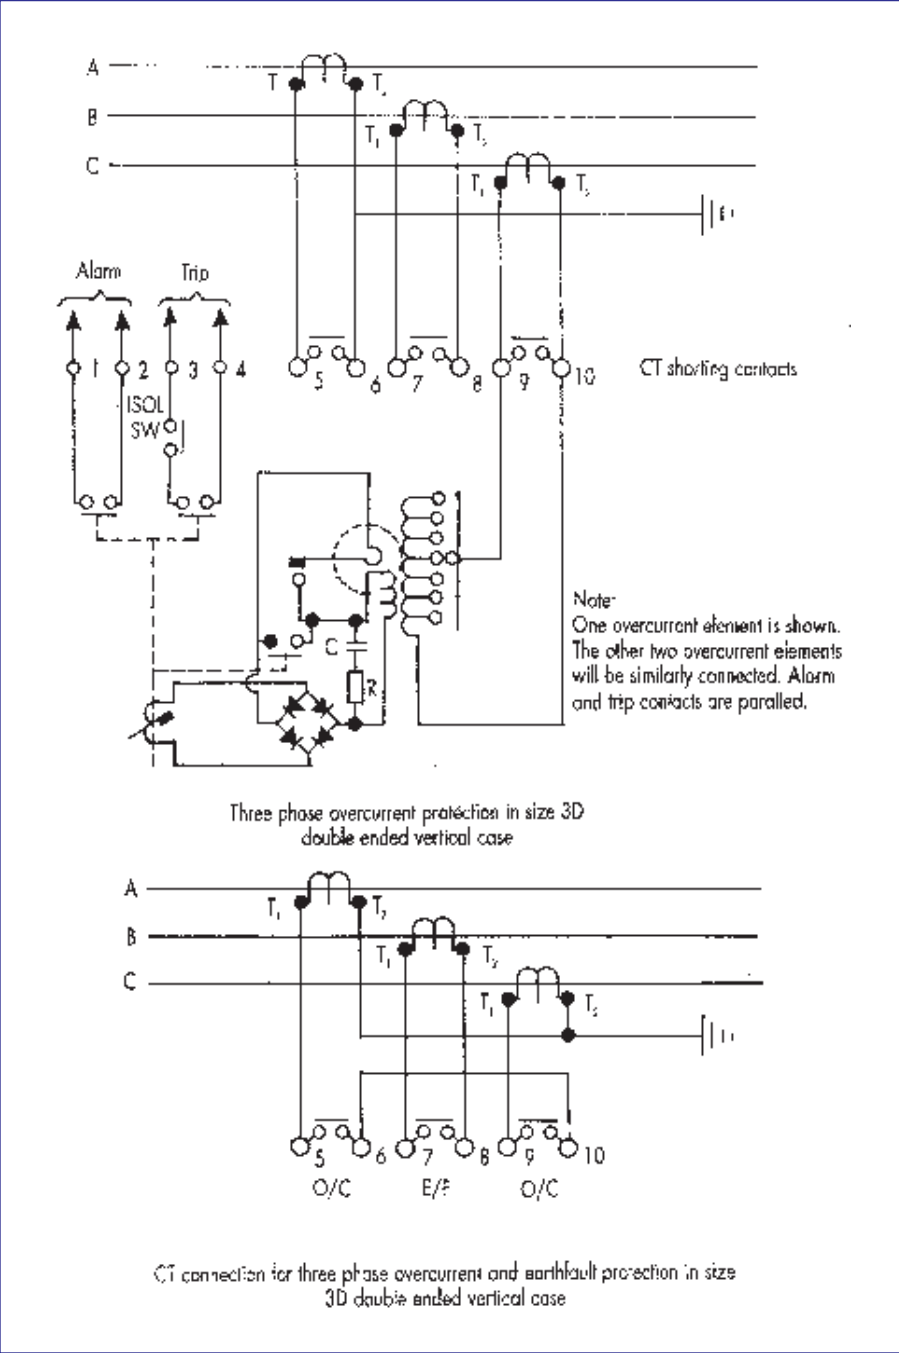 A
T T2
B
T1 T2
C
T1 T2
Alarm Trip
1 2 3 4 5 6 7 8 9 10 CT shorting contacts
ISOL
SW
Note:
One overcurrent element is shown.
The other two overcurrent elements
will be similarly connected. Alarm
and trip contacts are paralled.
C
R
Three phase overcurrent protection in size 3D
double ended vertical case
A
T1 T2
B
T1 T2
C
T1 T2
5 6 7 8 9 10
O/C E/F O/C
CT connection for three phase overcurrent and earthfault protection in size
3D double ended vertical case